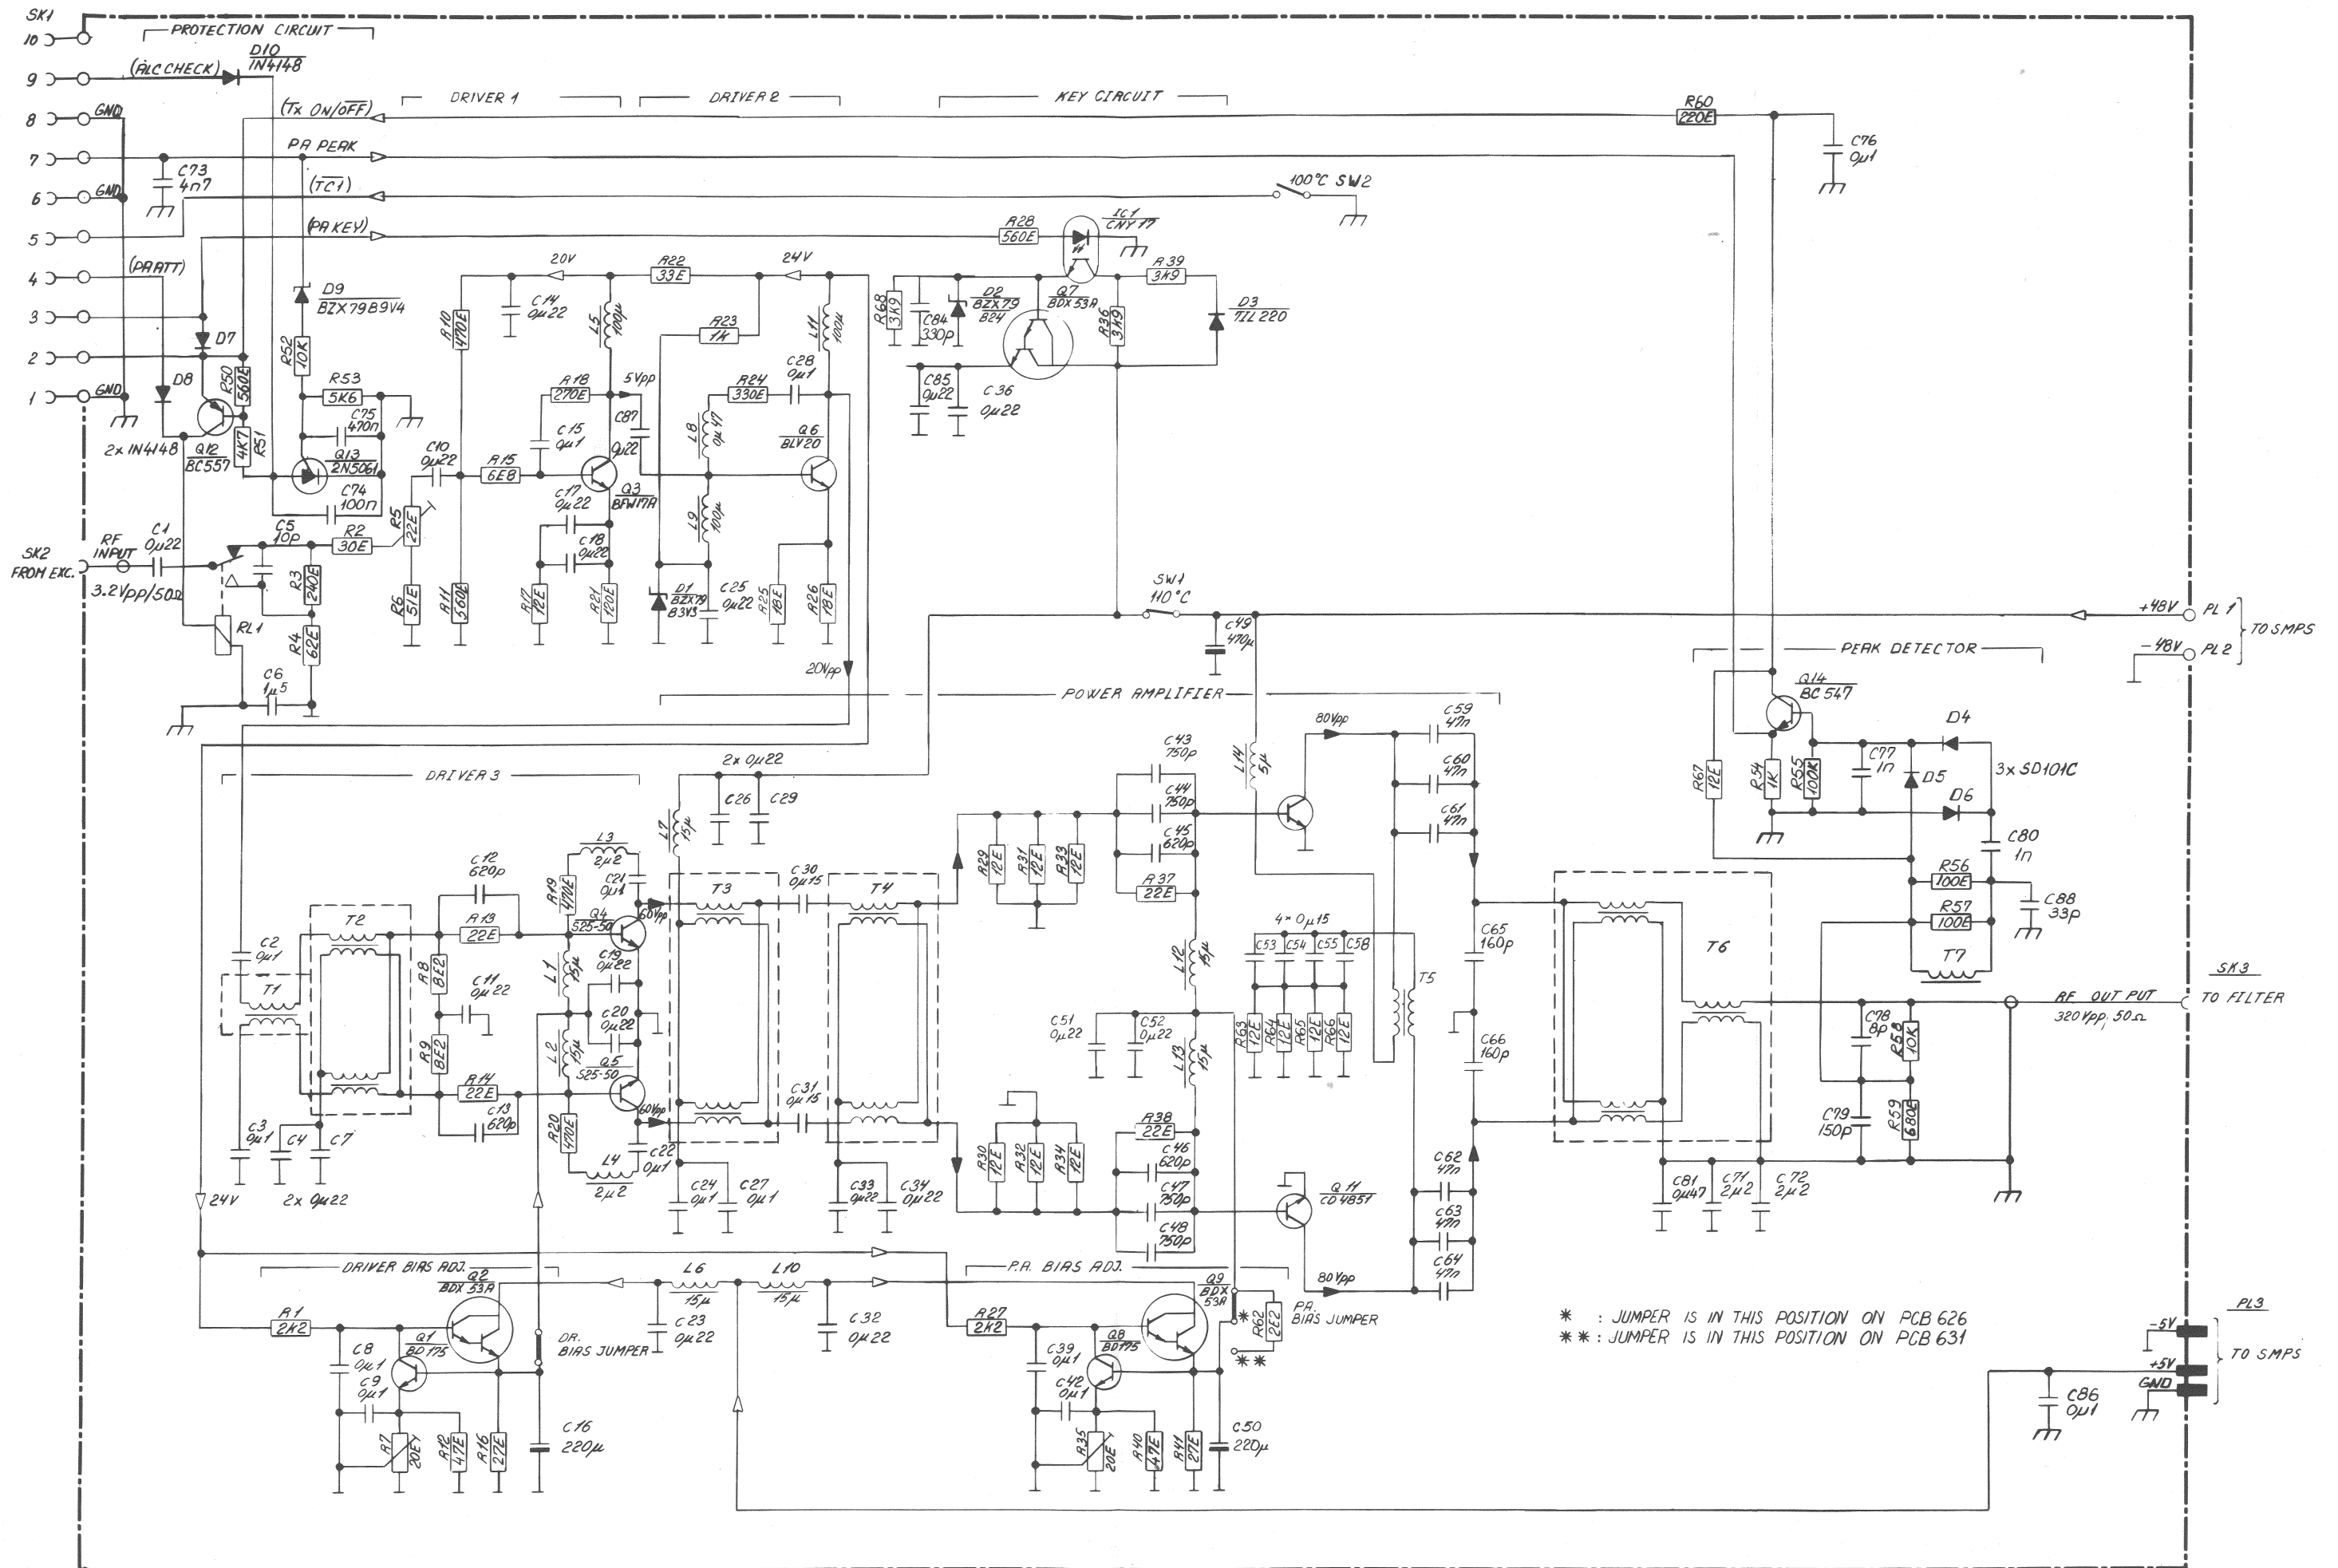 SK1
10
PROTECTION CIRCUIT
D10
1N4148
9
(ALC CHECK)
8
GND
(TX ON/OFF)
DRIVER 1
DRIVER 2
KEY CIRCUIT
R60
220E
C76
0µ1
7
PA PEAK
C73
4n7
6
GND
(TC1)
100°C SW2
5
(PA KEY)
R28
560E
IC1
CNY 17
4
(PA ATT)
D9
BZX79B9V4
20V
R22
33E
24V
R39
3K9
3
R10
470E
C14
0µ22
L5
100µ
R23
1K
L11
100µ
R68
3K9
C84
330p
D2
BZX79
B24
Q7
BDX 53A
R36
3K9
D3
TIL 220
2
D7
R52
10K
1
GND
D8
R50
560E
R53
5K6
C75
470n
R18
270E
5Vpp
C87
0µ22
R24
330E
C28
0µ1
C85
0µ22
C36
0µ22
2x 1N4148
Q12
BC557
4K7
R51
Q13
2N5061
C74
100n
C10
0µ22
R15
6E8
C15
0µ1
Q3
BFW17A
L8
0µ47
Q6
BLV20
C17
0µ22
C18
0µ22
L9
100µ
SK2
FROM EXC.
RF
INPUT
C1
0µ22
3.2Vpp/50Ω
C5
10p
R2
30E
R5
22E
R3
240E
R4
62E
R6
51E
R11
560E
R17
12E
R21
120E
D1
BZX79
B3V3
C25
0µ22
R25
18E
R26
18E
RL1
C6
1µ5
20Vpp
SW1
110°C
C49
470µ
+48V
PL 1
-48V
PL 2
TO SMPS
PEAK DETECTOR
POWER AMPLIFIER
Q14
BC 547
D4
R67
12E
R54
1K
R55
100K
C77
1n
D5
3x SD101C
D6
C80
1n
DRIVER 3
2x 0µ22
C26
C29
L7
15µ
L14
5µ
80Vpp
C59
47n
C60
47n
C61
47n
C43
750p
C44
750p
C45
620p
R37
22E
R29
12E
R31
12E
R33
12E
L3
2µ2
R19
470E
C21
0µ1
C12
620p
R13
22E
T2
Q4
S25-50
60Vpp
T3
C30
0µ15
T4
R56
100E
R57
100E
C88
33p
C2
0µ1
T1
R8
8E2
C11
0µ22
R9
8E2
L1
15µ
C19
0µ22
C20
0µ22
L2
15µ
Q5
S25-50
L12
15µ
4x 0µ15
C53
C54
C55
C58
T5
C65
160p
T6
T7
SK3
TO FILTER
RF OUT PUT
320Vpp; 50Ω
C51
0µ22
C52
0µ22
L13
15µ
R63
12E
R64
12E
R65
12E
R66
12E
C66
160p
C78
8p
R58
10K
R14
22E
C13
620p
60Vpp
C31
0µ15
C3
0µ1
C4
C7
2x 0µ22
24V
R20
470E
L4
2µ2
C22
0µ1
C24
0µ1
C27
0µ1
C33
0µ22
C34
0µ22
R30
12E
R32
12E
R34
12E
R38
22E
C46
620p
C47
750p
C48
750p
Q11
CD4851
C62
47n
C63
47n
C64
47n
C79
150p
R59
680E
C81
0µ47
C71
2µ2
C72
2µ2
DRIVER BIAS ADJ.
Q2
BDX 53A
L6
15µ
L10
15µ
P.A. BIAS ADJ.
Q9
BDX
53A
80Vpp
R62
2E2
PA.
BIAS JUMPER
*
**
R1
2K2
C8
0µ1
C9
0µ1
Q1
BD175
DR.
BIAS JUMPER
C23
0µ22
C32
0µ22
R27
2K2
C39
0µ1
C42
0µ1
Q8
BD175
* : JUMPER IS IN THIS POSITION ON PCB 626
** : JUMPER IS IN THIS POSITION ON PCB 631
PL3
-5V
+5V
GND
TO SMPS
C86
0µ1
R7
20E
R12
47E
R16
27E
C16
220µ
R35
20E
R40
47E
R41
27E
C50
220µ